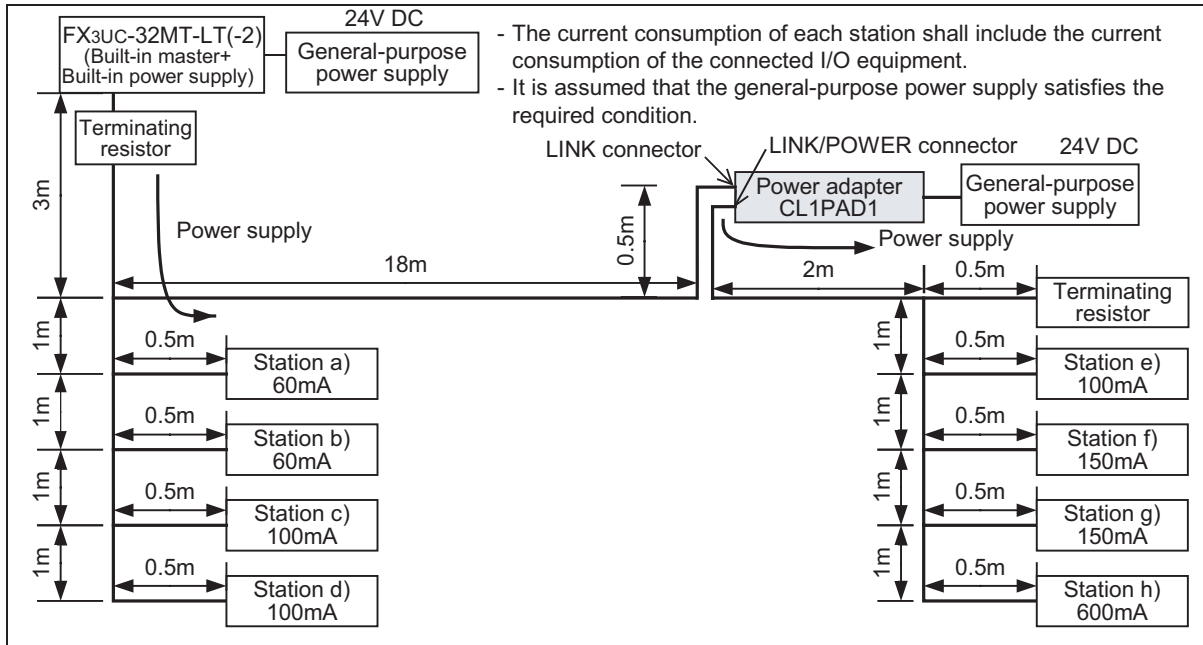 24V DC
FX3UC-32MT-LT(-2)
(Built-in master+
Built-in power supply)
General-purpose
power supply
- The current consumption of each station shall include the current
consumption of the connected I/O equipment.
- It is assumed that the general-purpose power supply satisfies the
required condition.
Terminating
resistor
3m
Power supply
LINK connector
LINK/POWER connector
24V DC
Power adapter
CL1PAD1
General-purpose
power supply
0.5m
Power supply
18m
2m
0.5m
Terminating
resistor
1m
0.5m
Station a)
60mA
1m
0.5m
Station e)
100mA
1m
0.5m
Station b)
60mA
1m
0.5m
Station f)
150mA
1m
0.5m
Station c)
100mA
1m
0.5m
Station g)
150mA
1m
0.5m
Station d)
100mA
1m
0.5m
Station h)
600mA